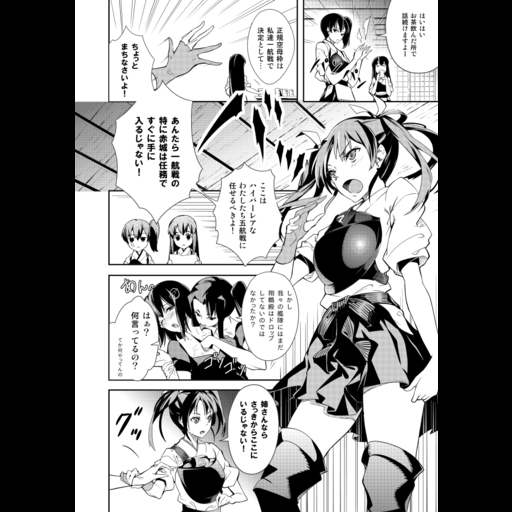 はいはい
お茶飲んだ所で
話続けますよー
正規空母枠は
私達一航戦で
決定として…
ちょっと
まちなさいよ!
あんたら一航戦の
特に赤城は任務で
すぐに手に
入るじゃない!
ここは
ハイパーレアな
わたしたち五航戦に
任せるべきよ!
しかし
我々の艦隊にはまだ
翔鶴級はドロップ
してないのでは
なかったか?
はぁ?
何言ってるの?
姉さんなら
さっきからここに
いるじゃない!
グッ